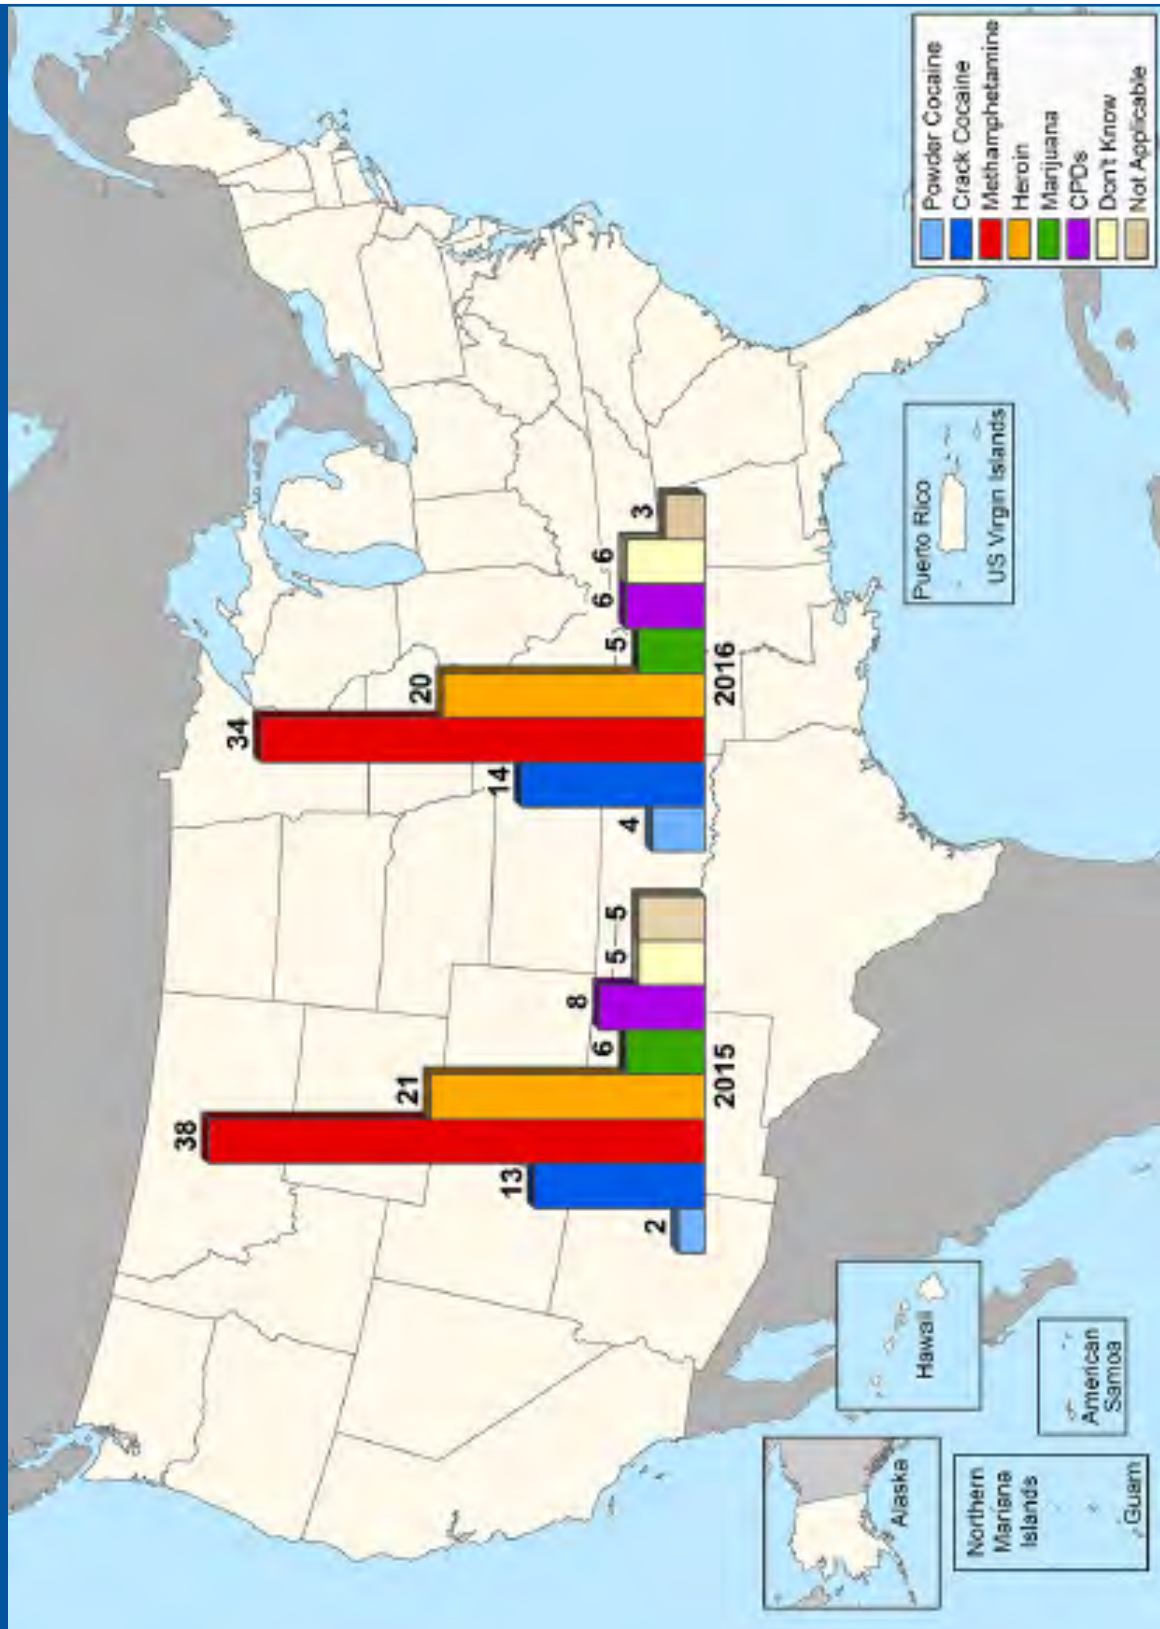 38
21
13
2
6
8
5
5
2015
34
20
14
4
5
6
6
3
2016
Powder Cocaine
Crack Cocaine
Methamphetamine
Heroin
Marijuana
CPDs
Don't Know
Not Applicable
Puerto Rico
US Virgin Islands
Hawaii
American
Samoa
Alaska
Northern
Mariana
Islands
Guam